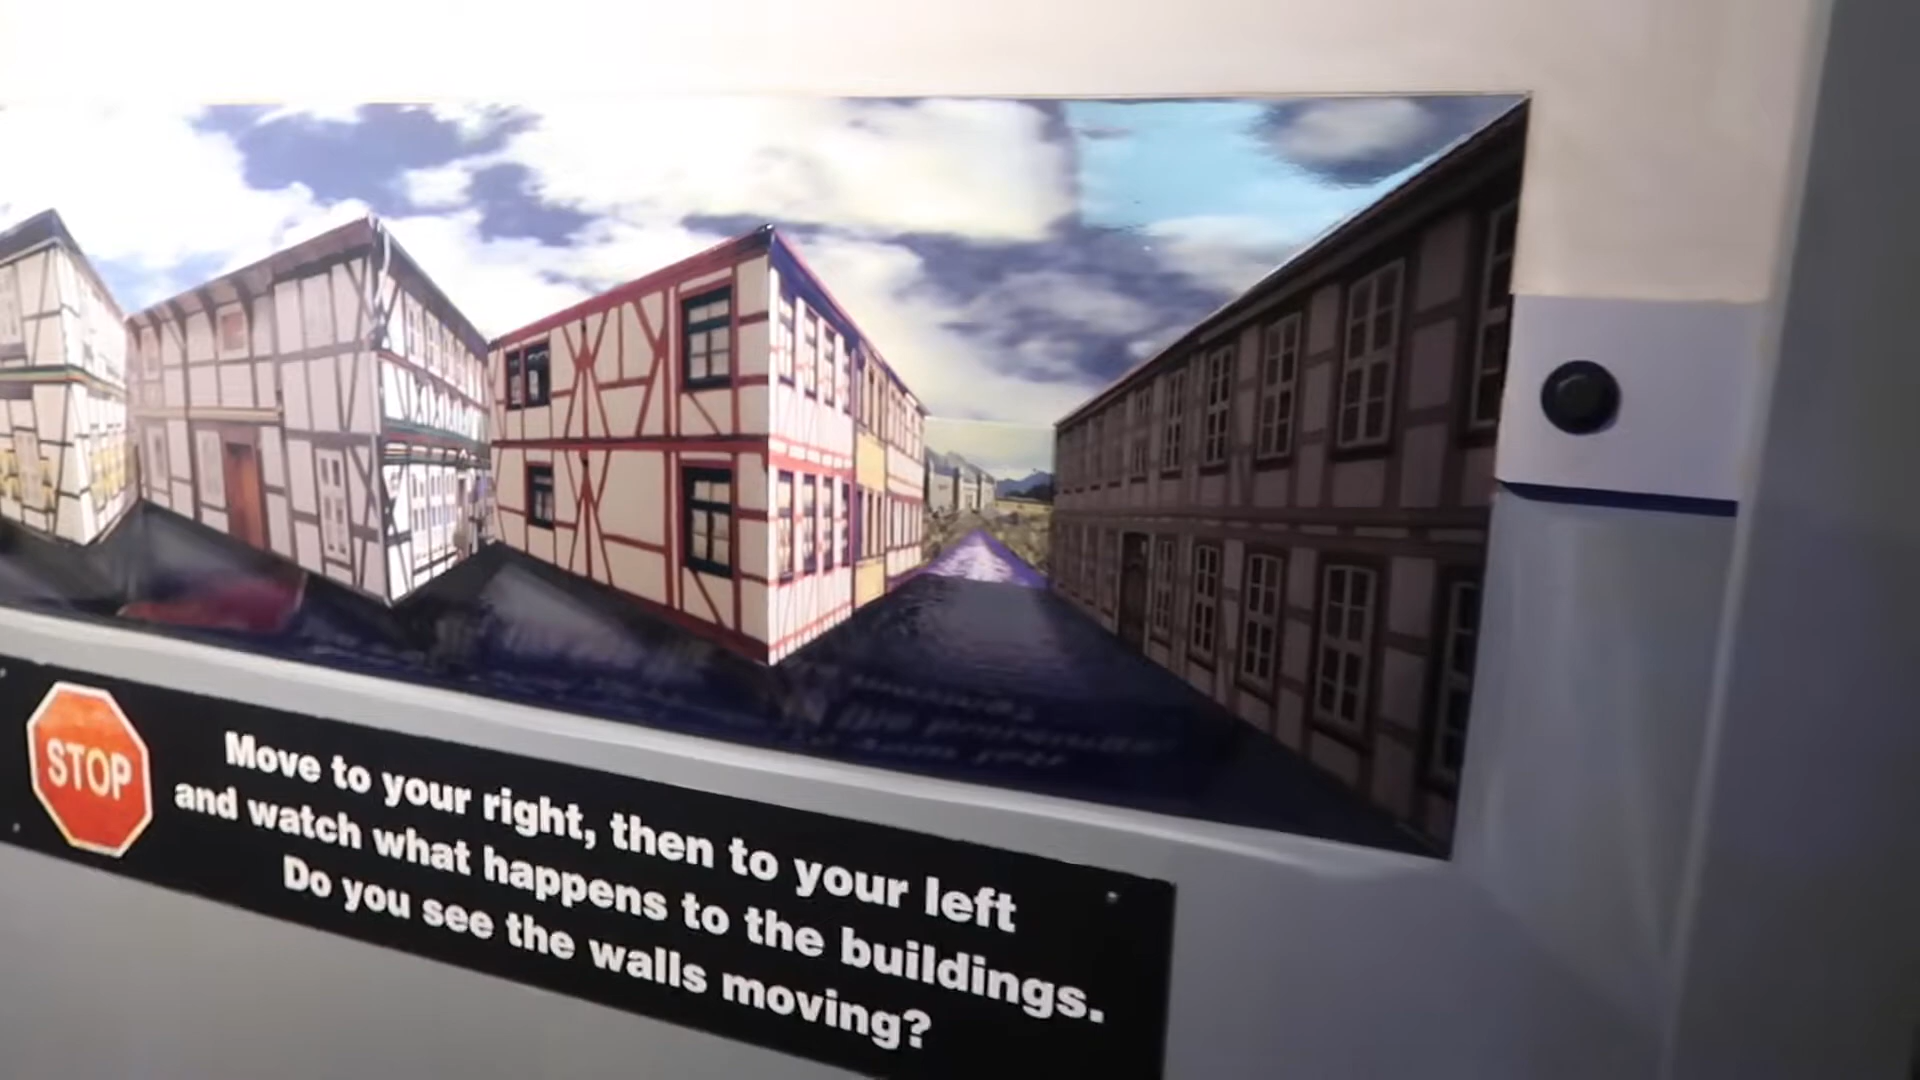 STOP
Move to your right, then to your left
and watch what happens to the buildings.
Do you see the walls moving?